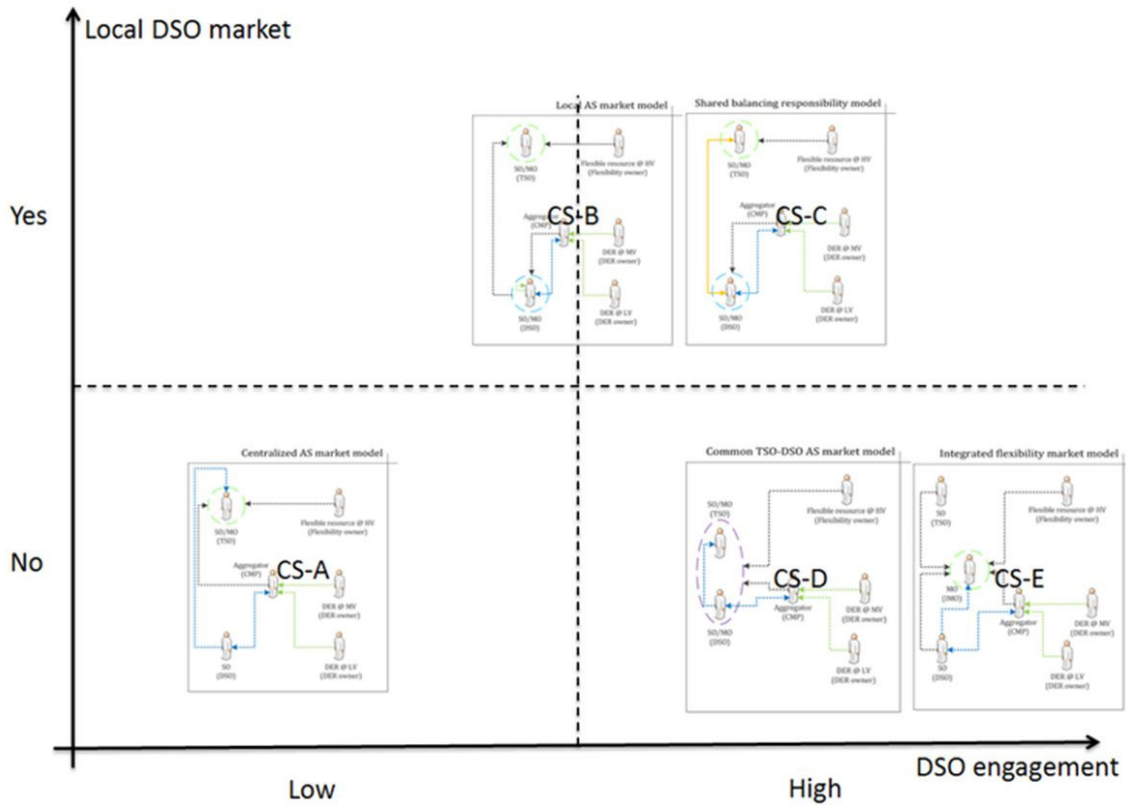 Local DSO market
Yes
No
Low
High
DSO engagement
Local AS market model
SO/MO
(TSO)
Flexible resource @ HV
(Flexibility owner)
Aggregator
(CMP)
CS-B
DER @ MV
(DER owner)
SO/MO
(DSO)
DER @ LV
(DER owner)
Shared balancing responsibility model
SO/MO
(TSO)
Flexible resource @ HV
(Flexibility owner)
Aggregator
(CMP)
CS-C
DER @ MV
(DER owner)
SO/MO
(DSO)
DER @ LV
(DER owner)
Centralized AS market model
SO/MO
(TSO)
Flexible resource @ HV
(Flexibility owner)
Aggregator
(CMP)
CS-A
DER @ MV
(DER owner)
SO
(DSO)
DER @ LV
(DER owner)
Common TSO-DSO AS market model
SO/MO
(TSO)
Flexible resource @ HV
(Flexibility owner)
CS-D
Aggregator
(CMP)
DER @ MV
(DER owner)
SO/MO
(DSO)
DER @ LV
(DER owner)
Integrated flexibility market model
SO
(TSO)
Flexible resource @ HV
(Flexibility owner)
MO
(IMO)
CS-E
Aggregator
(CMP)
DER @ MV
(DER owner)
SO
(DSO)
DER @ LV
(DER owner)